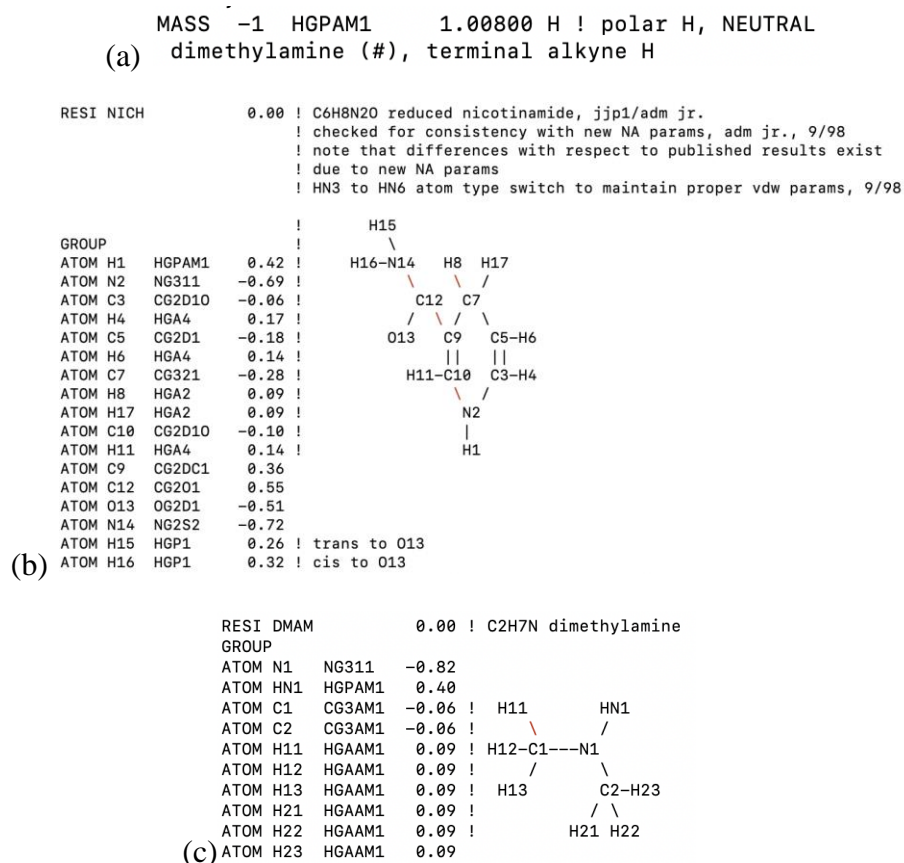 MASS  -1  HGPAM1     1.00800 H ! polar H, NEUTRAL
(a) dimethylamine (#), terminal alkyne H
RESI NICH          0.00 ! C6H8N2O reduced nicotinamide, jjp1/adm jr.
                        ! checked for consistency with new NA params, adm jr., 9/98
                        ! note that differences with respect to published results exist
                        ! due to new NA params
                        ! HN3 to HN6 atom type switch to maintain proper vdw params, 9/98
                        !       H15
GROUP                   !         \
ATOM H1   HGPAM1   0.42 !     H16-N14   H8  H17
ATOM N2   NG311   -0.69 !           \    \  /
ATOM C3   CG2D1O  -0.06 !            C12  C7
ATOM H4   HGA4     0.17 !           /  \ /  \
ATOM C5   CG2D1   -0.18 !         O13   C9   C5-H6
ATOM H6   HGA4     0.14 !               ||   ||
ATOM C7   CG321   -0.28 !           H11-C10  C3-H4
ATOM H8   HGA2     0.09 !                 \  /
ATOM H17  HGA2     0.09 !                  N2
ATOM C10  CG2D1O  -0.10 !                  |
ATOM H11  HGA4     0.14 !                  H1
ATOM C9   CG2DC1   0.36
ATOM C12  CG2O1    0.55
ATOM O13  OG2D1   -0.51
ATOM N14  NG2S2   -0.72
ATOM H15  HGP1     0.26 ! trans to O13
(b) ATOM H16  HGP1     0.32 ! cis to O13
RESI DMAM          0.00 ! C2H7N dimethylamine
GROUP
ATOM N1   NG311   -0.82
ATOM HN1  HGPAM1   0.40
ATOM C1   CG3AM1  -0.06 !  H11       HN1
ATOM C2   CG3AM1  -0.06 !    \       /
ATOM H11  HGAAM1   0.09 ! H12-C1---N1
ATOM H12  HGAAM1   0.09 !    /       \
ATOM H13  HGAAM1   0.09 !  H13       C2-H23
ATOM H21  HGAAM1   0.09 !           / \
ATOM H22  HGAAM1   0.09 !         H21 H22
(c) ATOM H23  HGAAM1   0.09